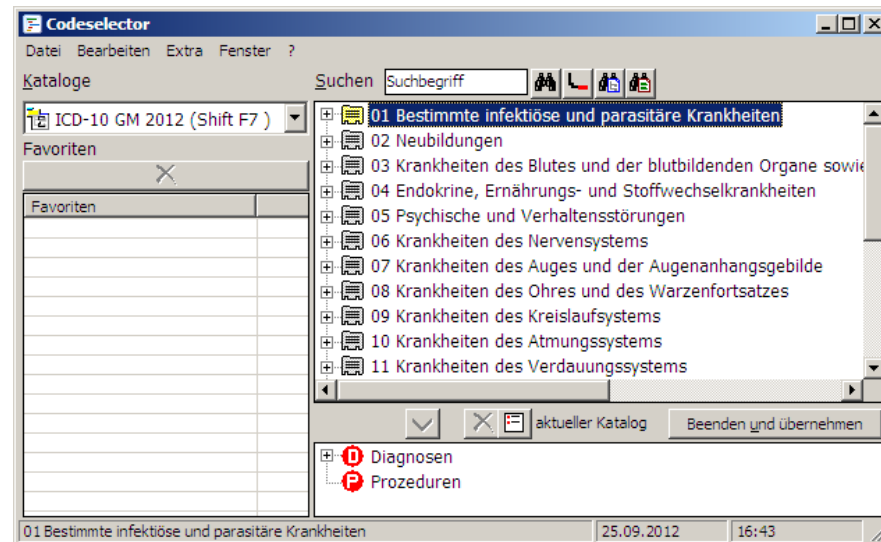 Codeselector
Datei Bearbeiten Extra Fenster ?
Kataloge
Suchen Suchbegriff
ICD-10 GM 2012 (Shift F7 )
Favoriten
Favoriten
01 Bestimmte infektiöse und parasitäre Krankheiten
02 Neubildungen
03 Krankheiten des Blutes und der blutbildenden Organe sowie
04 Endokrine, Ernährungs- und Stoffwechselkrankheiten
05 Psychische und Verhaltensstörungen
06 Krankheiten des Nervensystems
07 Krankheiten des Auges und der Augenanhangsgebilde
08 Krankheiten des Ohres und des Warzenfortsatzes
09 Krankheiten des Kreislaufsystems
10 Krankheiten des Atmungssystems
11 Krankheiten des Verdauungssystems
aktueller Katalog
Beenden und übernehmen
D Diagnosen
P Prozeduren
01 Bestimmte infektiöse und parasitäre Krankheiten 25.09.2012 16:43